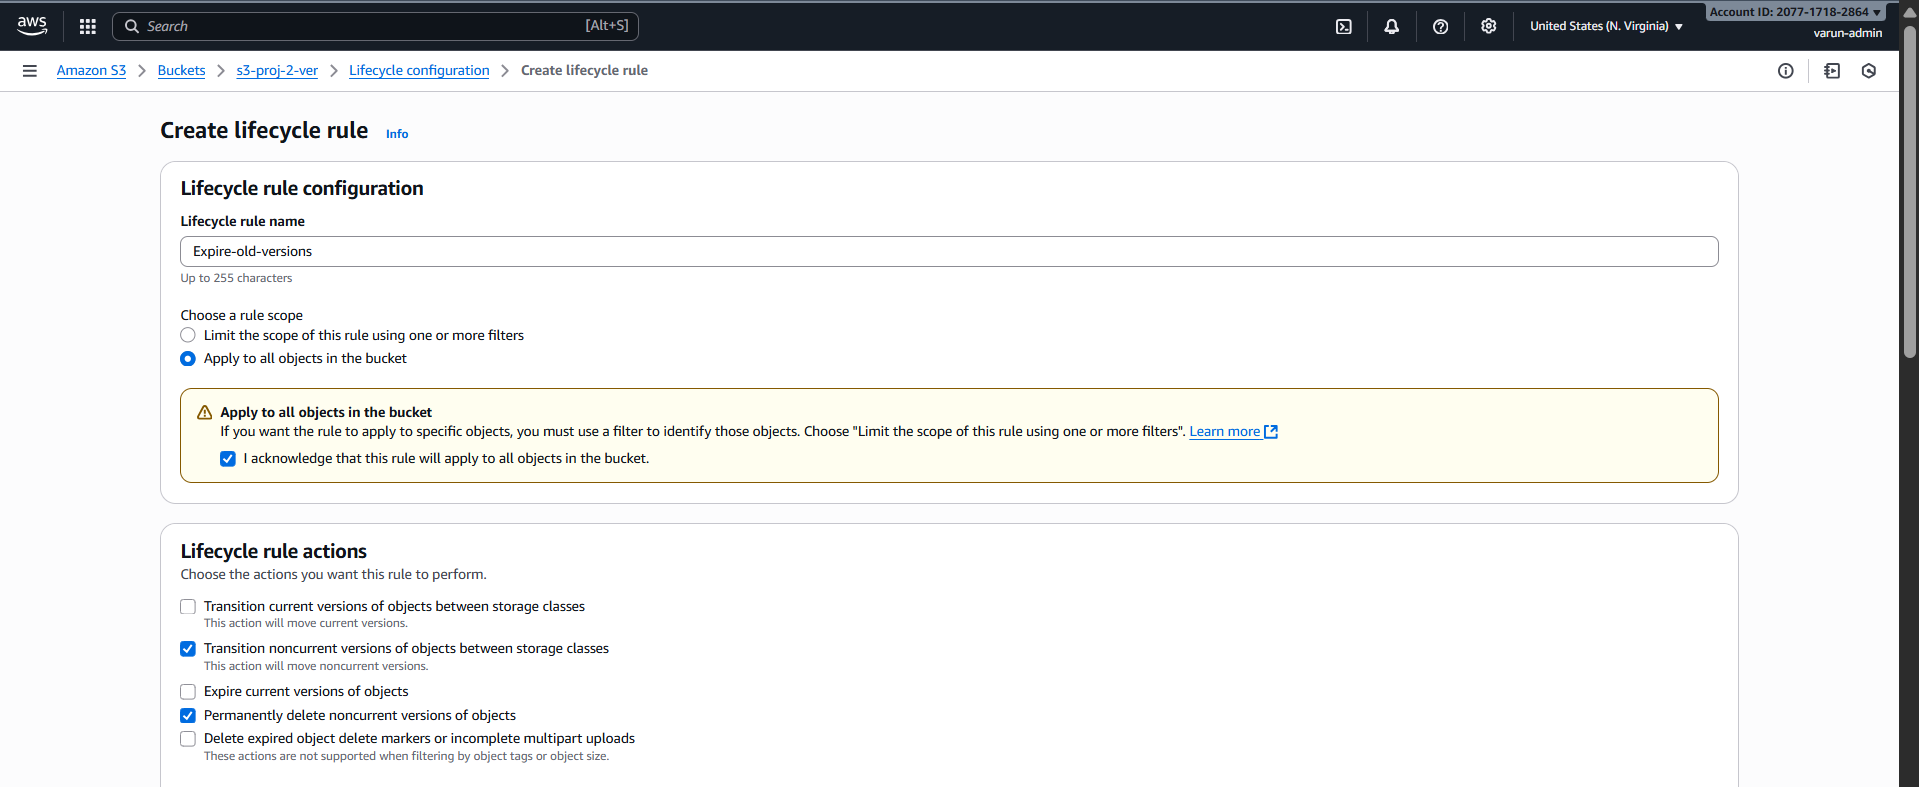 aws
Search [Alt+S]
United States (N. Virginia)
Account ID: 2077-1718-2864
varun-admin
Amazon S3 > Buckets > s3-proj-2-ver > Lifecycle configuration > Create lifecycle rule
Create lifecycle rule Info
Lifecycle rule configuration
Lifecycle rule name
Expire-old-versions
Up to 255 characters
Choose a rule scope
Limit the scope of this rule using one or more filters
Apply to all objects in the bucket
Apply to all objects in the bucket
If you want the rule to apply to specific objects, you must use a filter to identify those objects. Choose "Limit the scope of this rule using one or more filters". Learn more
I acknowledge that this rule will apply to all objects in the bucket.
Lifecycle rule actions
Choose the actions you want this rule to perform.
Transition current versions of objects between storage classes
This action will move current versions.
Transition noncurrent versions of objects between storage classes
This action will move noncurrent versions.
Expire current versions of objects
Permanently delete noncurrent versions of objects
Delete expired object delete markers or incomplete multipart uploads
These actions are not supported when filtering by object tags or object size.